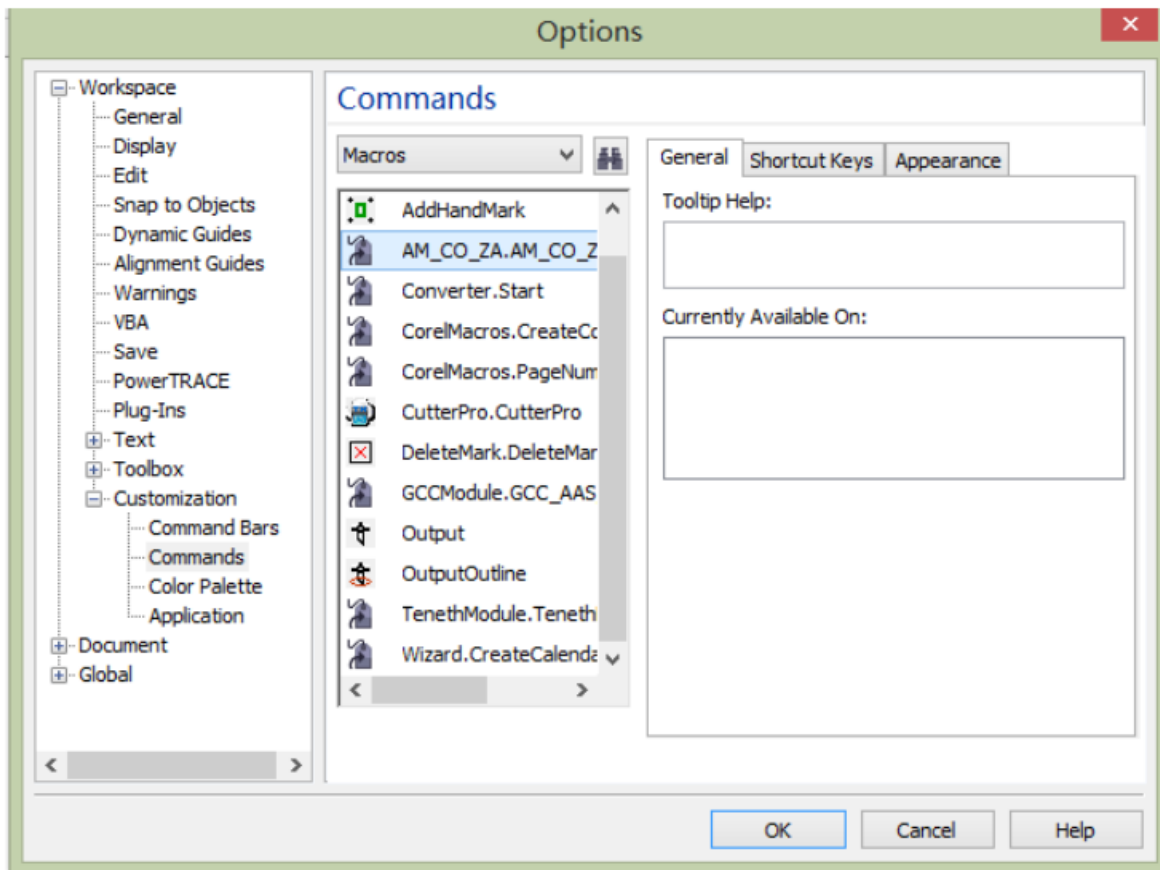 Options
Workspace
General
Display
Edit
Snap to Objects
Dynamic Guides
Alignment Guides
Warnings
VBA
Save
PowerTRACE
Plug-Ins
Text
Toolbox
Customization
Command Bars
Commands
Color Palette
Application
Document
Global
Commands
Macros
AddHandMark
AM_CO_ZA.AM_CO_Z
Converter.Start
CorelMacros.CreateCo
CorelMacros.PageNum
CutterPro.CutterPro
DeleteMark.DeleteMar
GCCModule.GCC_AAS
Output
OutputOutline
TenethModule.Teneth
Wizard.CreateCalenda
General Shortcut Keys Appearance
Tooltip Help:
Currently Available On:
OK Cancel Help